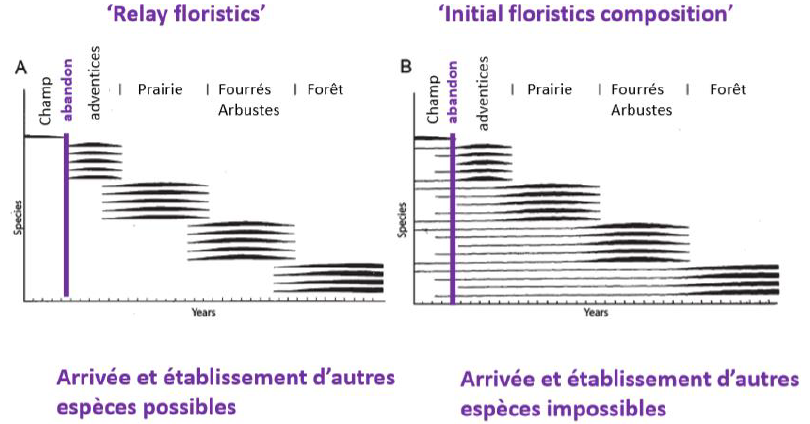 'Relay floristics'
A
Champ
abandon
adventices
| Prairie | Fourrés | Forêt
Arbustes
Species
Years
Arrivée et établissement d'autres
espèces possibles
'Initial floristics composition'
B
Champ
abandon
adventices
| Prairie | Fourrés | Forêt
Arbustes
Species
Years
Arrivée et établissement d'autres
espèces impossibles